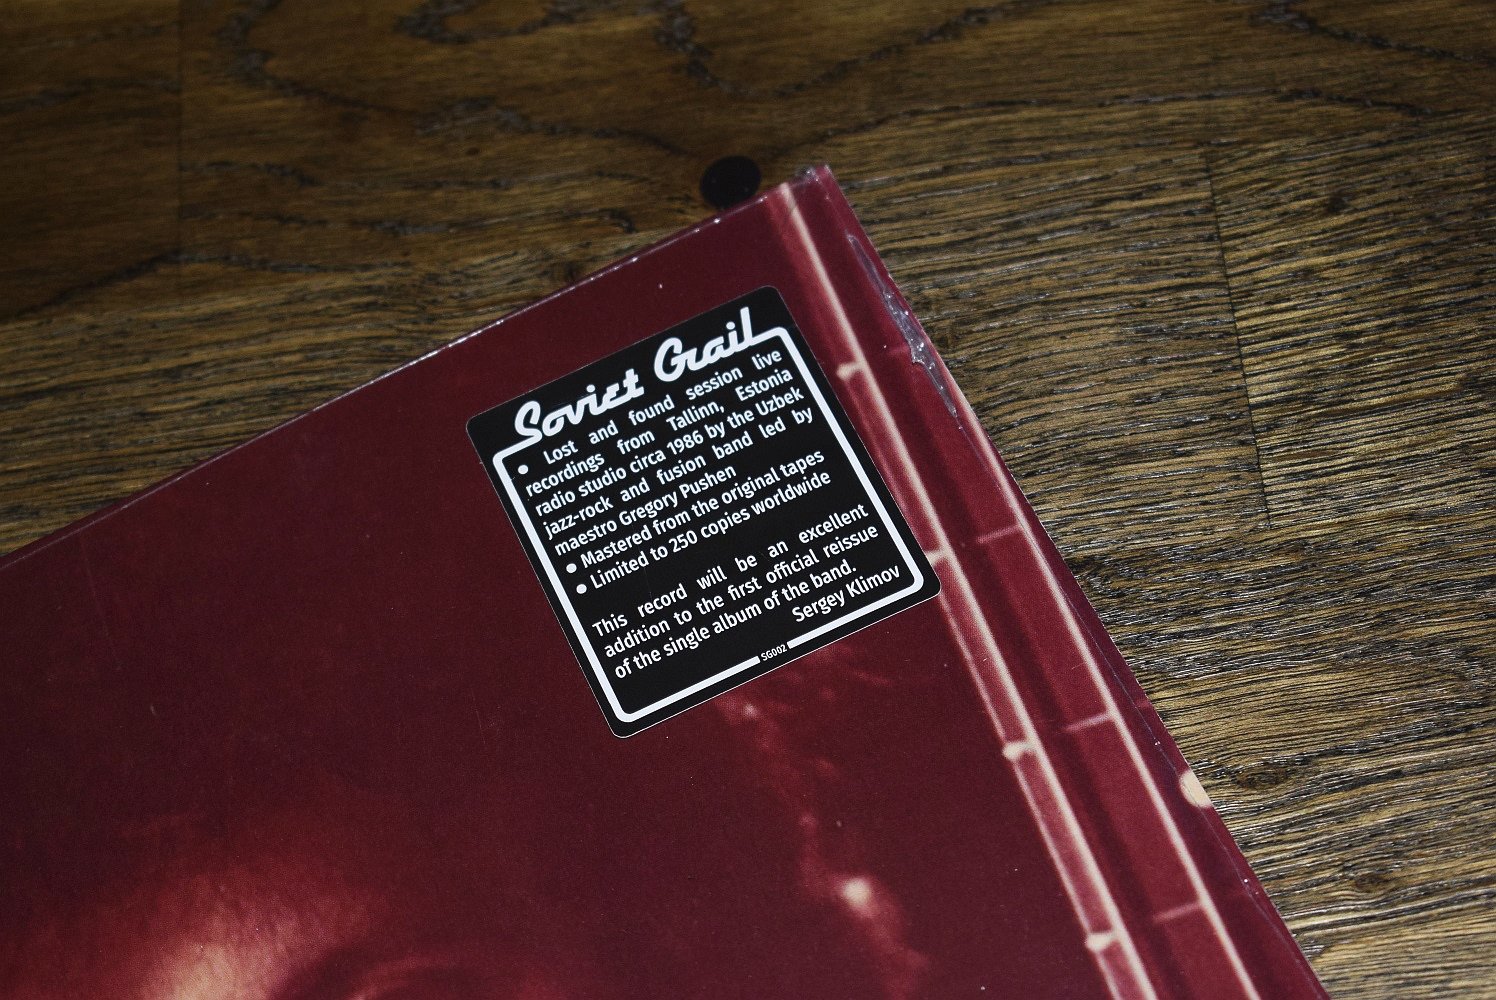 Soviet Grail
• Lost and found session live
recordings from Tallinn, Estonia
radio studio circa 1986 by the Uzbek
jazz-rock and fusion band led by
maestro Gregory Pushen
• Mastered from the original tapes
• Limited to 250 copies worldwide
This record will be an excellent
addition to the first official reissue
of the single album of the band.
Sergey Klimov
SG002